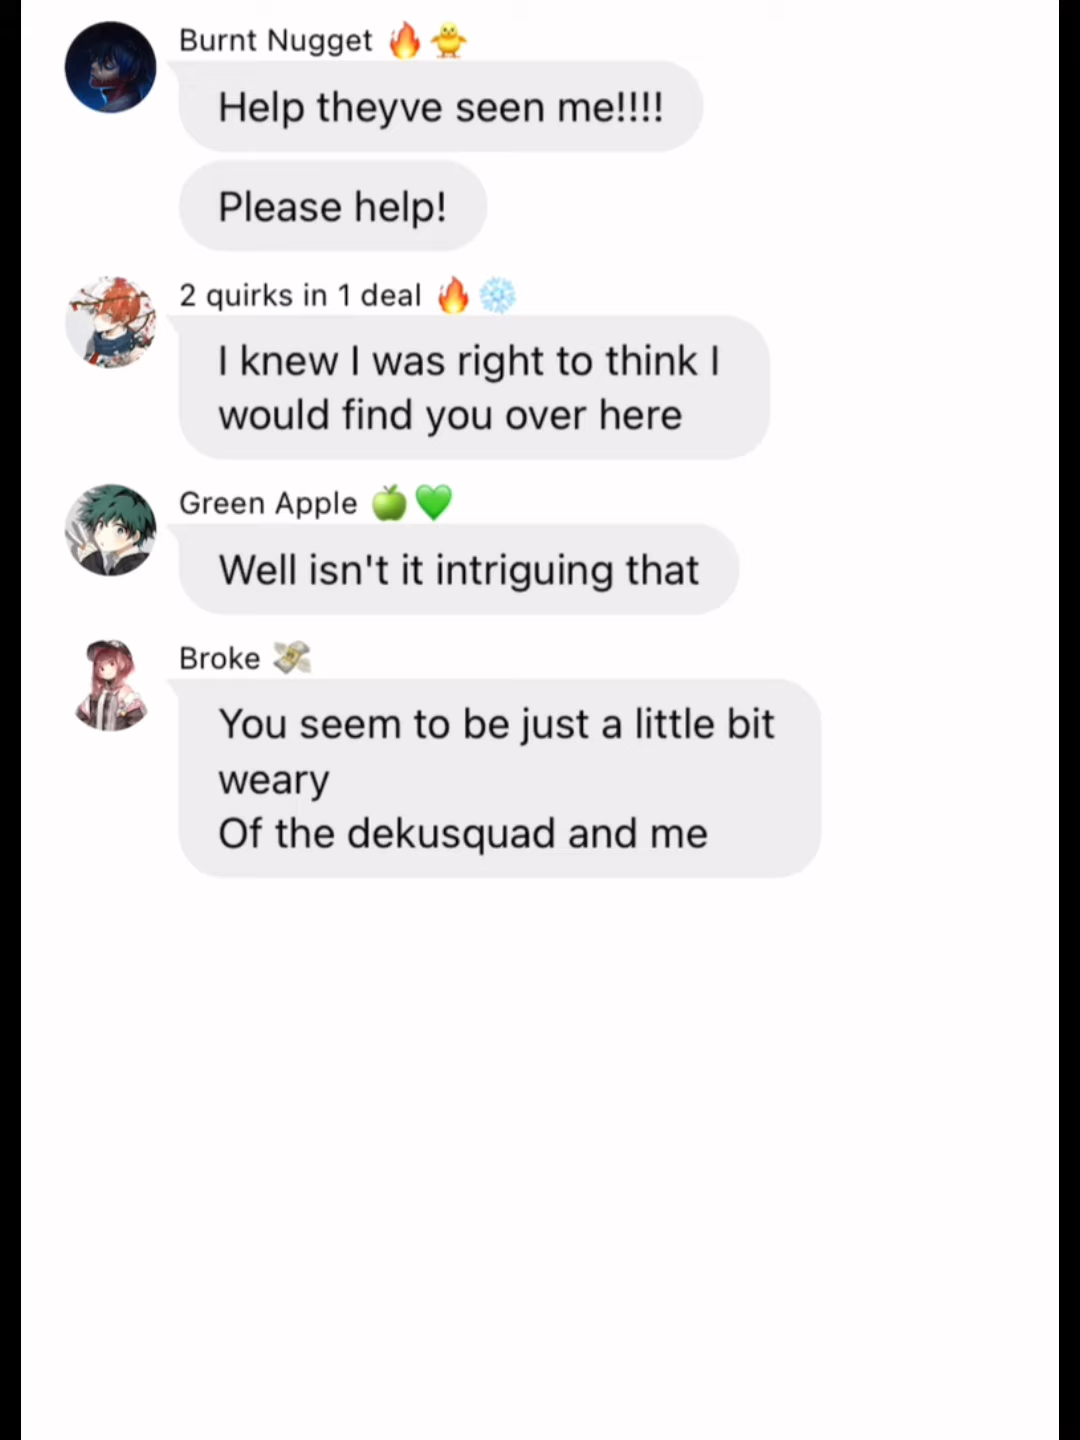 Burnt Nugget 🔥🐥
Help theyve seen me!!!!
Please help!
2 quirks in 1 deal 🔥❄️
I knew I was right to think I
would find you over here
Green Apple 🍏💚
Well isn't it intriguing that
Broke 💸
You seem to be just a little bit
weary
Of the dekusquad and me